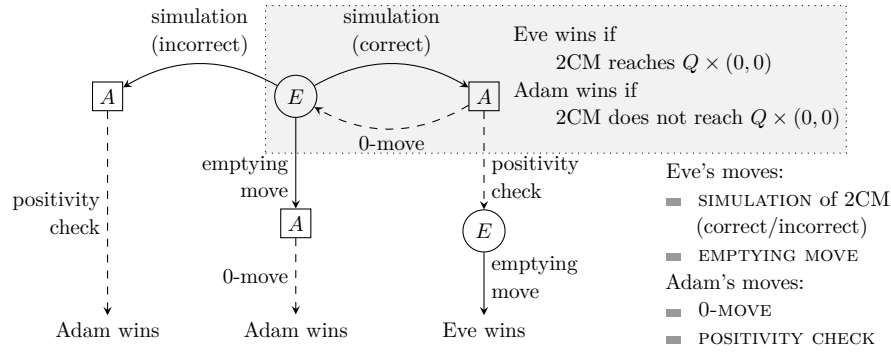 simulation
(incorrect)
simulation
(correct)
Eve wins if
2CM reaches Q × (0, 0)
Adam wins if
2CM does not reach Q × (0, 0)
A
E
A
0-move
emptying
move
positivity
check
positivity
check
A
E
0-move
emptying
move
Adam wins
Adam wins
Eve wins
Eve's moves:
SIMULATION of 2CM
(correct/incorrect)
EMPTYING MOVE
Adam's moves:
0-MOVE
POSITIVITY CHECK